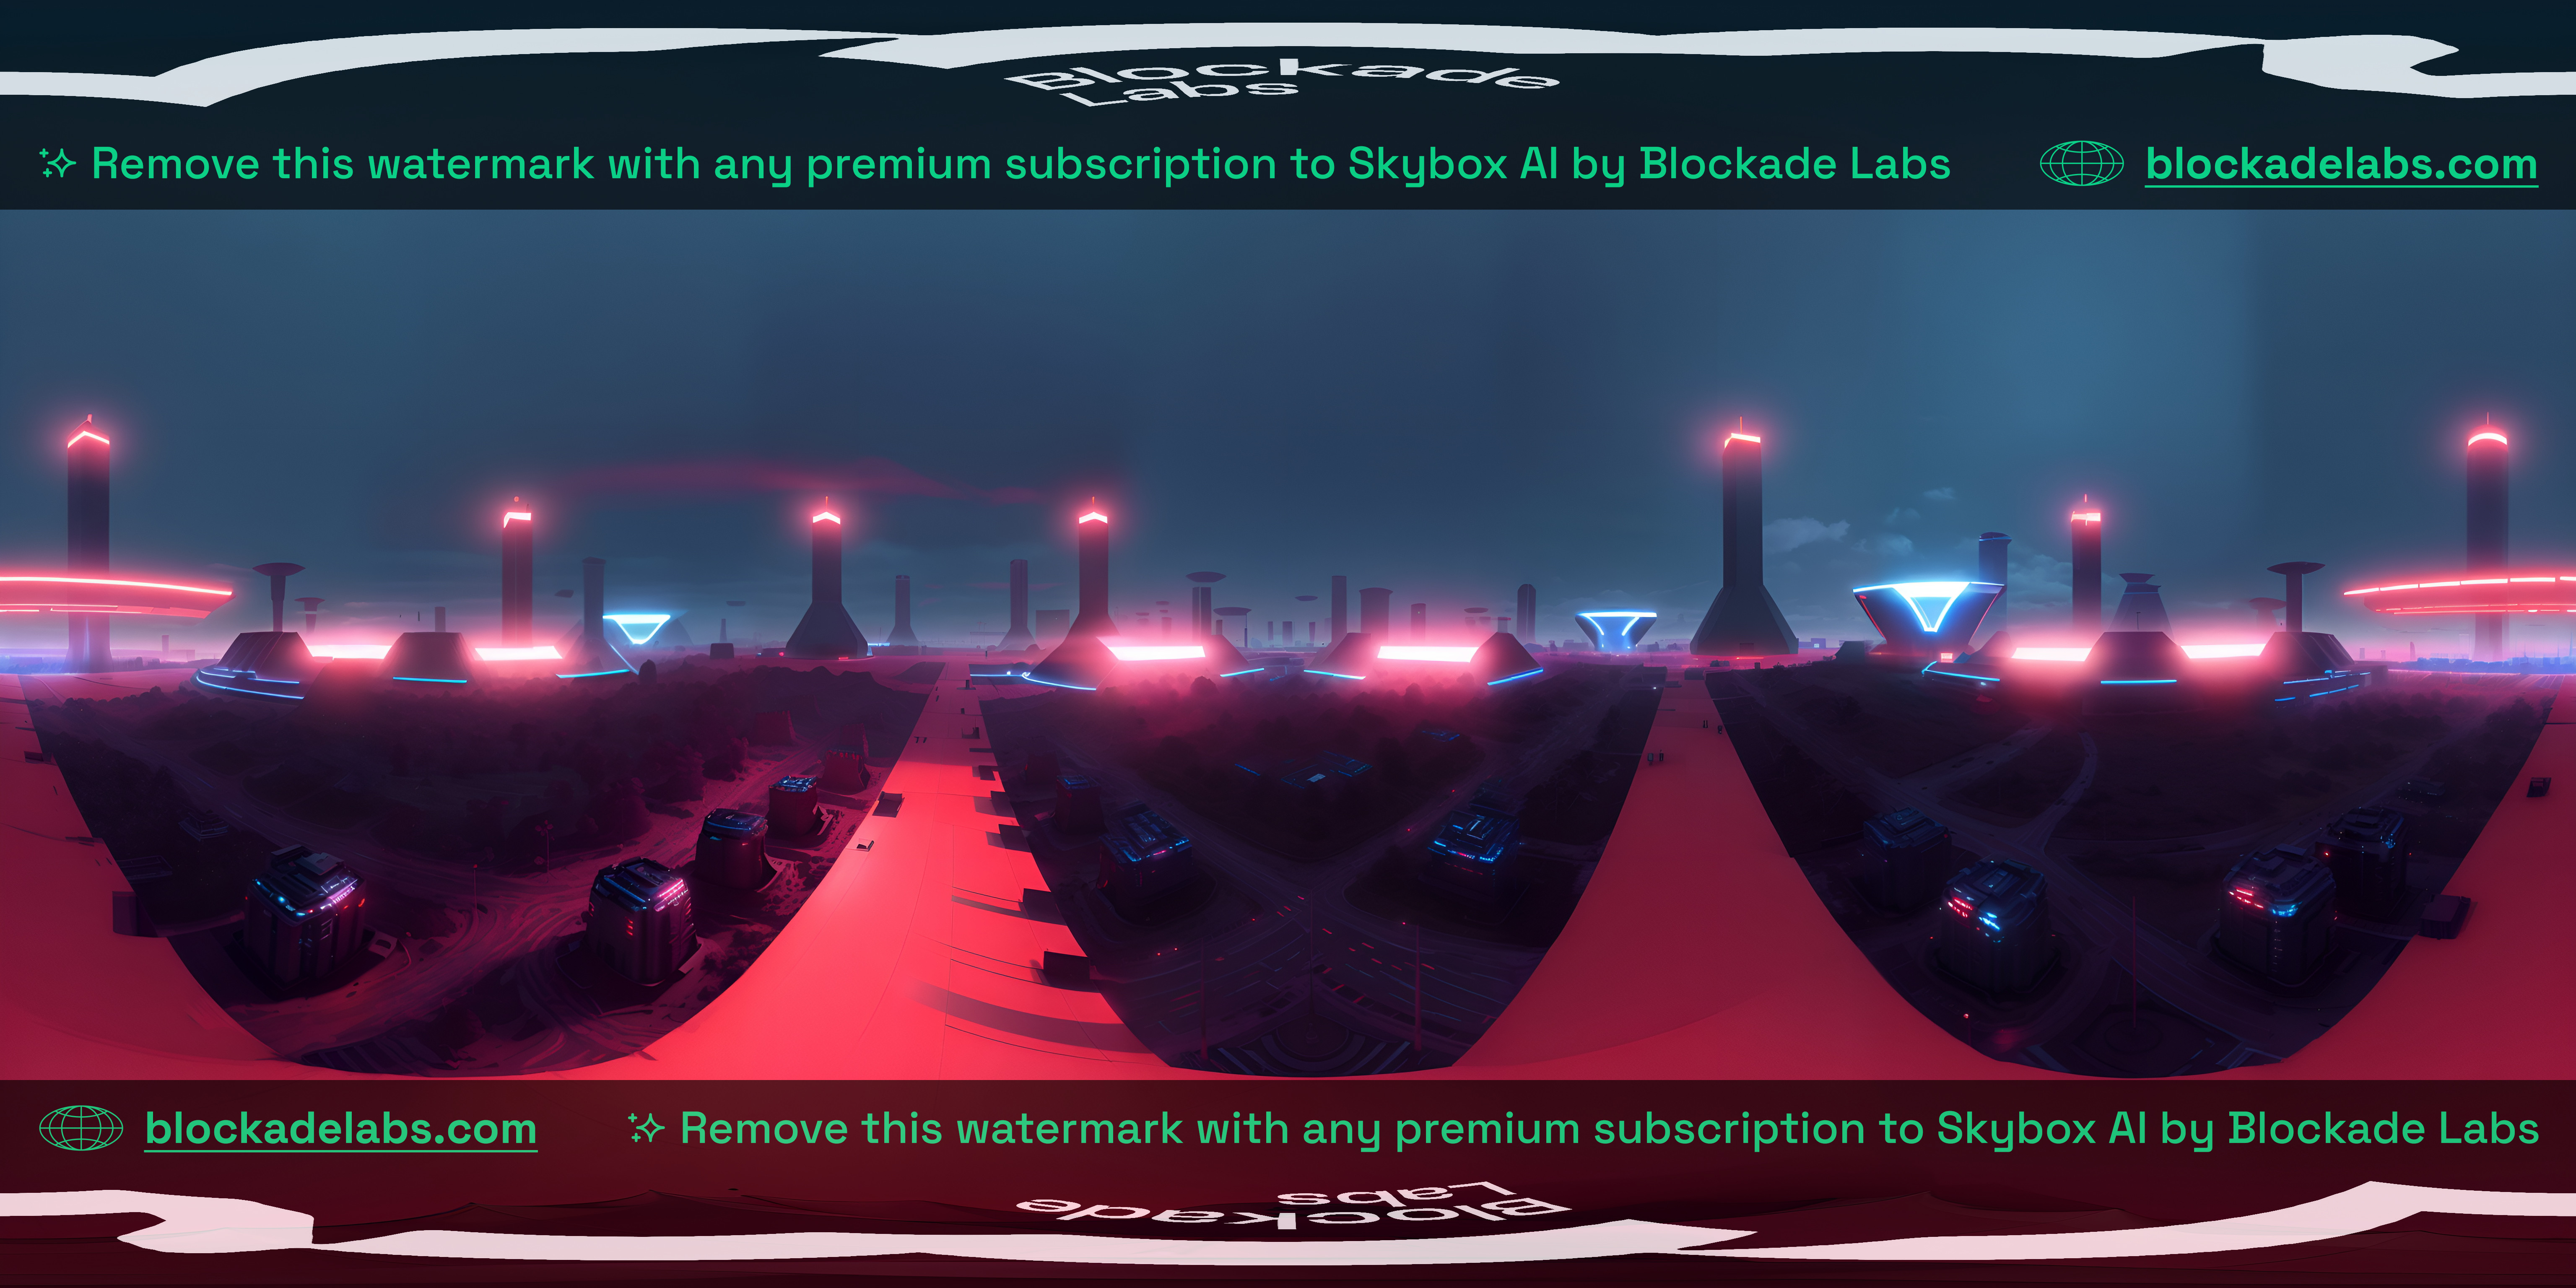 Blockade
Labs
Remove this watermark with any premium subscription to Skybox AI by Blockade Labs blockadelabs.com
blockadelabs.com Remove this watermark with any premium subscription to Skybox AI by Blockade Labs
Blockade
Labs